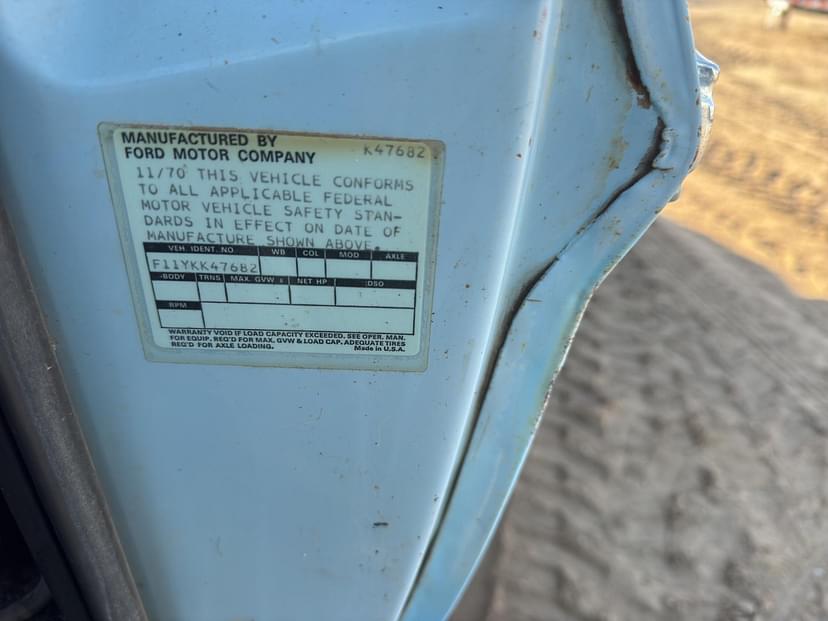 MANUFACTURED BY
FORD MOTOR COMPANY
K47682
11/70 THIS VEHICLE CONFORMS
TO ALL APPLICABLE FEDERAL
MOTOR VEHICLE SAFETY STAN-
DARDS IN EFFECT ON DATE OF
MANUFACTURE SHOWN ABOVE.
VEH. IDENT. NO. WB COL MOD AXLE
F11YKK47682
BODY TRNS MAX. GVW # NET HP DSO
RPM
WARRANTY VOID IF LOAD CAPACITY EXCEEDED. SEE OPER. MAN.
FOR EQUIP. REQ'D FOR MAX. GVW & LOAD CAP. ADEQUATE TIRES
REQ'D FOR AXLE LOADING. Made in U.S.A.